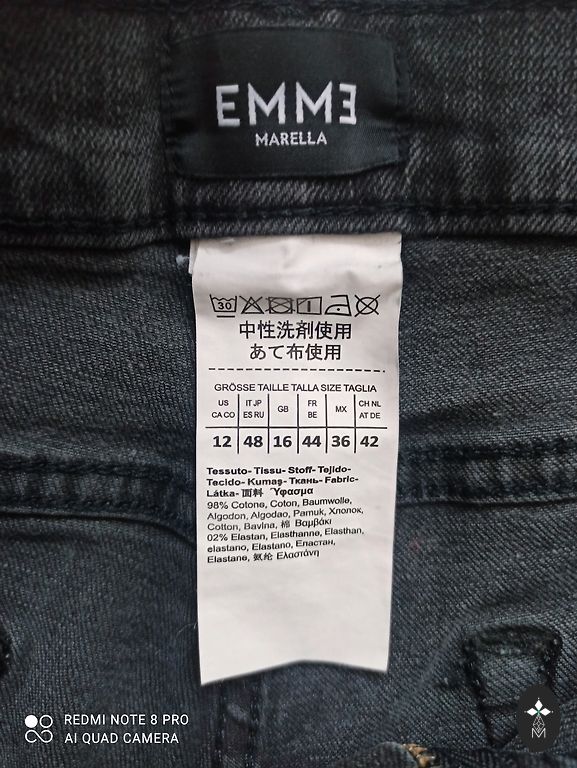 EMME
MARELLA
30
中性洗剤使用
あて布使用
GRÖSSE TAILLE TALLA SIZE TAGLIA
US CA CO IT JP ES RU GB FR BE MX CH NL AT DE
12 48 16 44 36 42
Tessuto- Tissu- Stoff- Tejido-
Tecido- Kumaş- Ткань- Fabric-
Látka- 面料 Ύφασμα
98% Cotone, Coton, Baumwolle,
Algodon, Algodao, Pamuk, Хлопок,
Cotton, Bavina, 棉 Βαμβάκι
02% Elastan, Elasthanne, Elasthan,
elastano, Elastano, Еластан,
Elastane, 氨纶 Ελαστάνη
REDMI NOTE 8 PRO
AI QUAD CAMERA
M